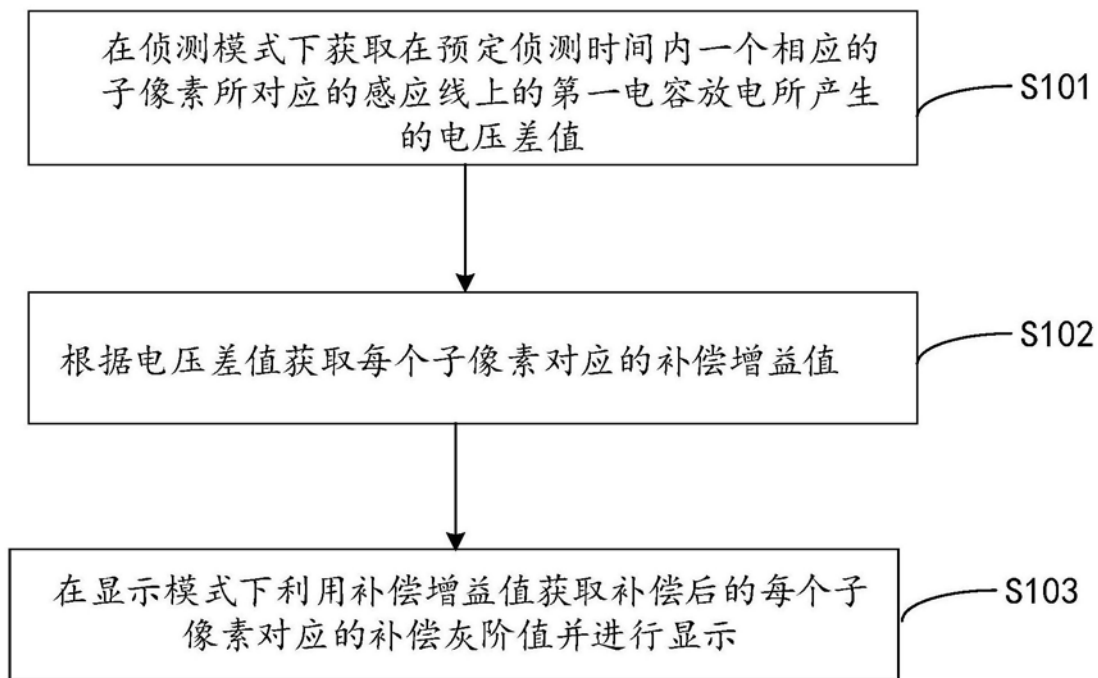 在侦测模式下获取在预定侦测时间内一个相应的
子像素所对应的感应线上的第一电容放电所产生
的电压差值
S101
根据电压差值获取每个子像素对应的补偿增益值
S102
在显示模式下利用补偿增益值获取补偿后的每个子
像素对应的补偿灰阶值并进行显示
S103